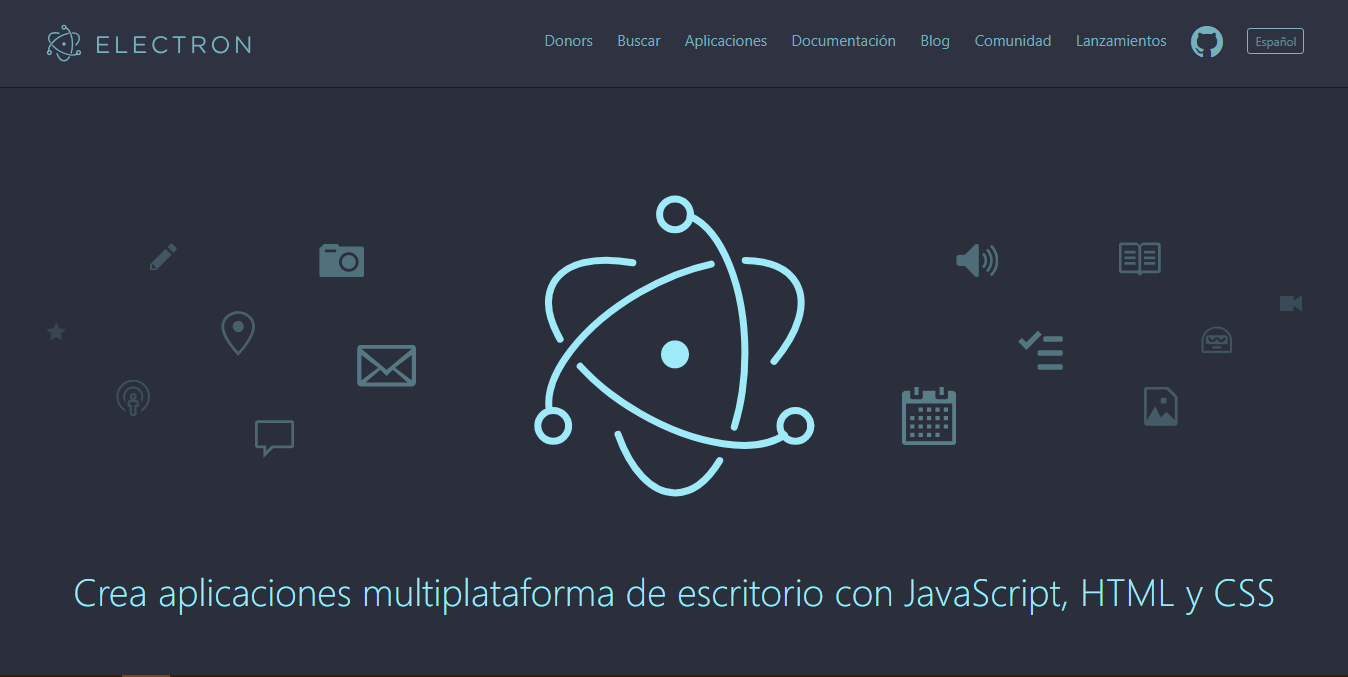 ELECTRON
Donors Buscar Aplicaciones Documentación Blog Comunidad Lanzamientos Español
Crea aplicaciones multiplataforma de escritorio con JavaScript, HTML y CSS